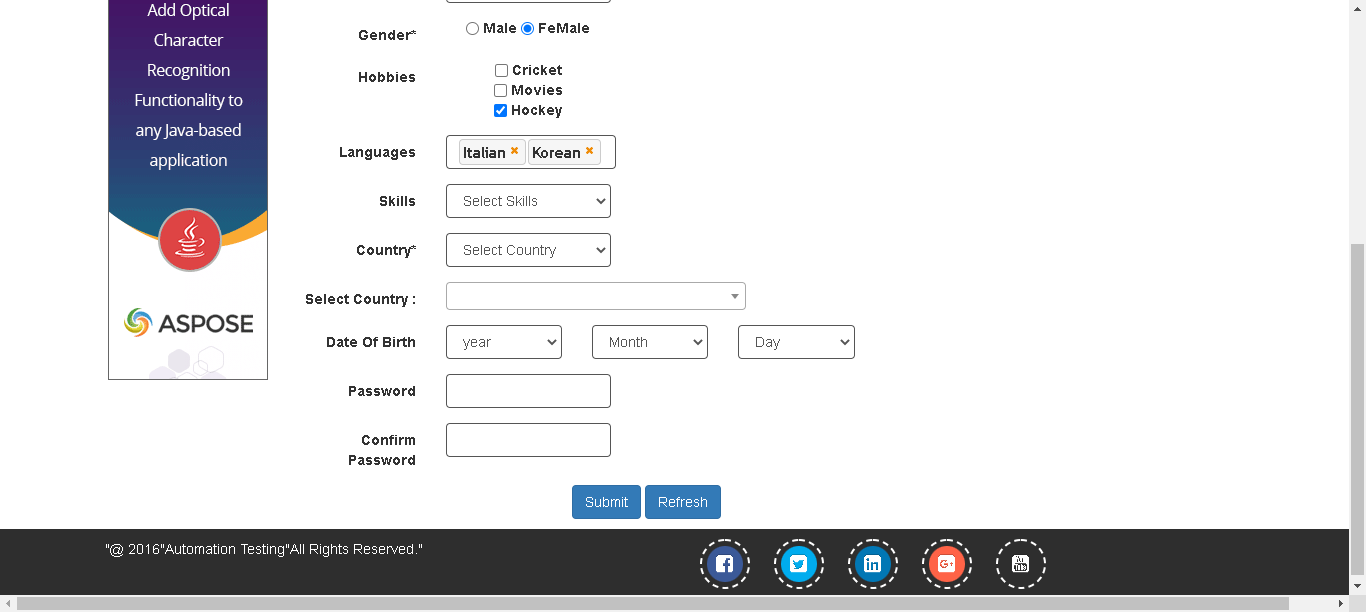 Add Optical
Character
Recognition
Functionality to
any Java-based
application
ASPOSE
Gender*
Male FeMale
Hobbies
Cricket
Movies
Hockey
Languages
Italian Korean
Skills
Select Skills
Country*
Select Country
Select Country :
Date Of Birth
year Month Day
Password
Confirm
Password
Submit Refresh
"@ 2016"Automation Testing"All Rights Reserved."